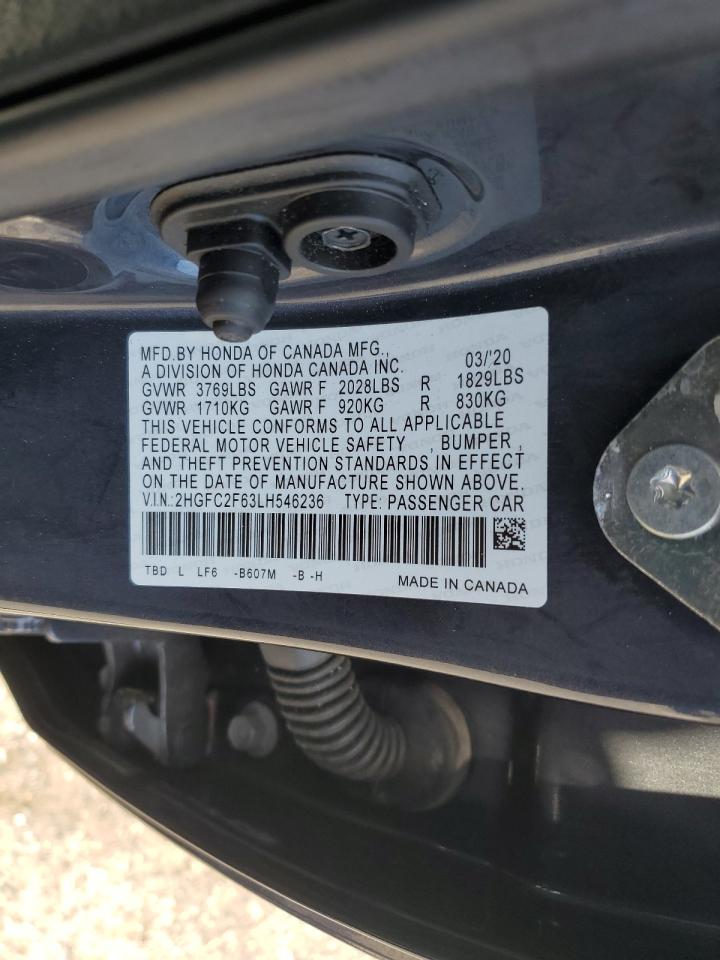 MFD.BY HONDA OF CANADA MFG.,
A DIVISION OF HONDA CANADA INC. 03/'20
GVWR 3769LBS GAWR F 2028LBS R 1829LBS
GVWR 1710KG GAWR F 920KG R 830KG
THIS VEHICLE CONFORMS TO ALL APPLICABLE
FEDERAL MOTOR VEHICLE SAFETY , BUMPER ,
AND THEFT PREVENTION STANDARDS IN EFFECT
ON THE DATE OF MANUFACTURE SHOWN ABOVE.
V.I.N.:2HGFC2F63LH546236 TYPE: PASSENGER CAR
TBD L LF6 -B607M -B -H MADE IN CANADA